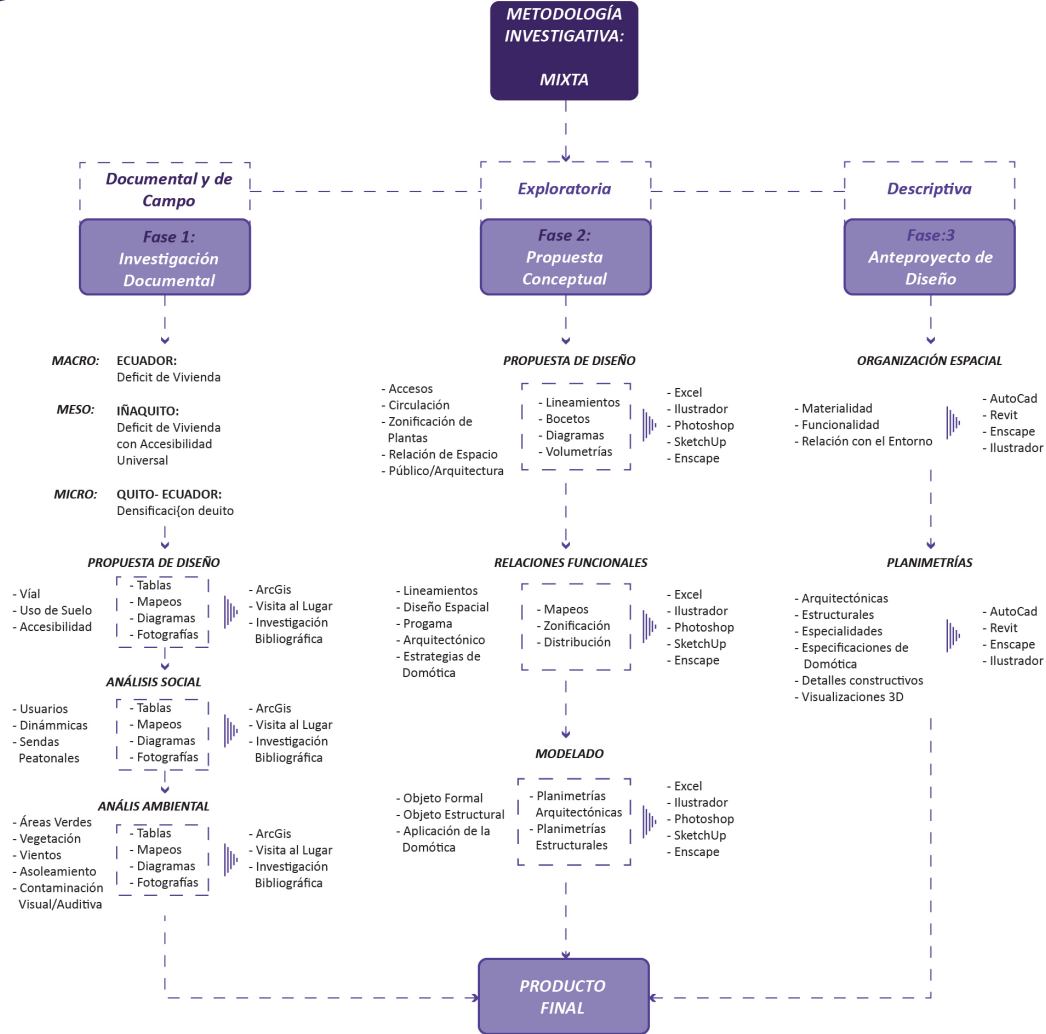 METODOLOGÍA
INVESTIGATIVA:
MIXTA
Documental y de
Campo
Fase 1:
Investigación
Documental
MACRO: ECUADOR:
Deficit de Vivienda
MESO: IÑAQUITO:
Deficit de Vivienda
con Accesibilidad
Universal
MICRO: QUITO- ECUADOR:
Densificaci{on deuito
PROPUESTA DE DISEÑO
- Víal
- Uso de Suelo
- Accesibilidad
- Tablas
- Mapeos
- Diagramas
- Fotografías
- ArcGis
- Visita al Lugar
- Investigación
Bibliográfica
ANÁLISIS SOCIAL
- Usuarios
- Dinámmicas
- Sendas
Peatonales
- Tablas
- Mapeos
- Diagramas
- Fotografías
- ArcGis
- Visita al Lugar
- Investigación
Bibliográfica
ANÁLIS AMBIENTAL
- Áreas Verdes
- Vegetación
- Vientos
- Asoleamiento
- Contaminación
Visual/Auditiva
- Tablas
- Mapeos
- Diagramas
- Fotografías
- ArcGis
- Visita al Lugar
- Investigación
Bibliográfica
Exploratoria
Fase 2:
Propuesta
Conceptual
PROPUESTA DE DISEÑO
- Accesos
- Circulación
- Zonificación de
Plantas
- Relación de Espacio
- Público/Arquitectura
- Lineamientos
- Bocetos
- Diagramas
- Volumetrías
- Excel
- Ilustrador
- Photoshop
- SketchUp
- Enscape
RELACIONES FUNCIONALES
- Lineamientos
- Diseño Espacial
- Progama
- Arquitectónico
- Estrategias de
Domótica
- Mapeos
- Zonificación
- Distribución
- Excel
- Ilustrador
- Photoshop
- SketchUp
- Enscape
MODELADO
- Objeto Formal
- Objeto Estructural
- Aplicación de la
Domótica
- Planimetrías
Arquitectónicas
- Planimetrías
Estructurales
- Excel
- Ilustrador
- Photoshop
- SketchUp
- Enscape
Descriptiva
Fase:3
Anteproyecto de
Diseño
ORGANIZACIÓN ESPACIAL
- Materialidad
- Funcionalidad
- Relación con el Entorno
- AutoCad
- Revit
- Enscape
- Ilustrador
PLANIMETRÍAS
- Arquitectónicas
- Estructurales
- Especialidades
- Especificaciones de
Domótica
- Detalles constructivos
- Visualizaciones 3D
- AutoCad
- Revit
- Enscape
- Ilustrador
PRODUCTO
FINAL